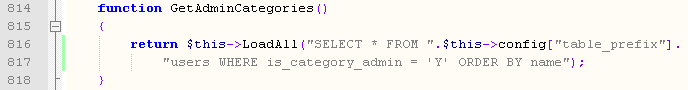 814 function GetAdminCategories()
815 {
816 return $this->LoadAll("SELECT * FROM ".$this->config["table_prefix"].
817 "users WHERE is_category_admin = 'Y' ORDER BY name");
818 }